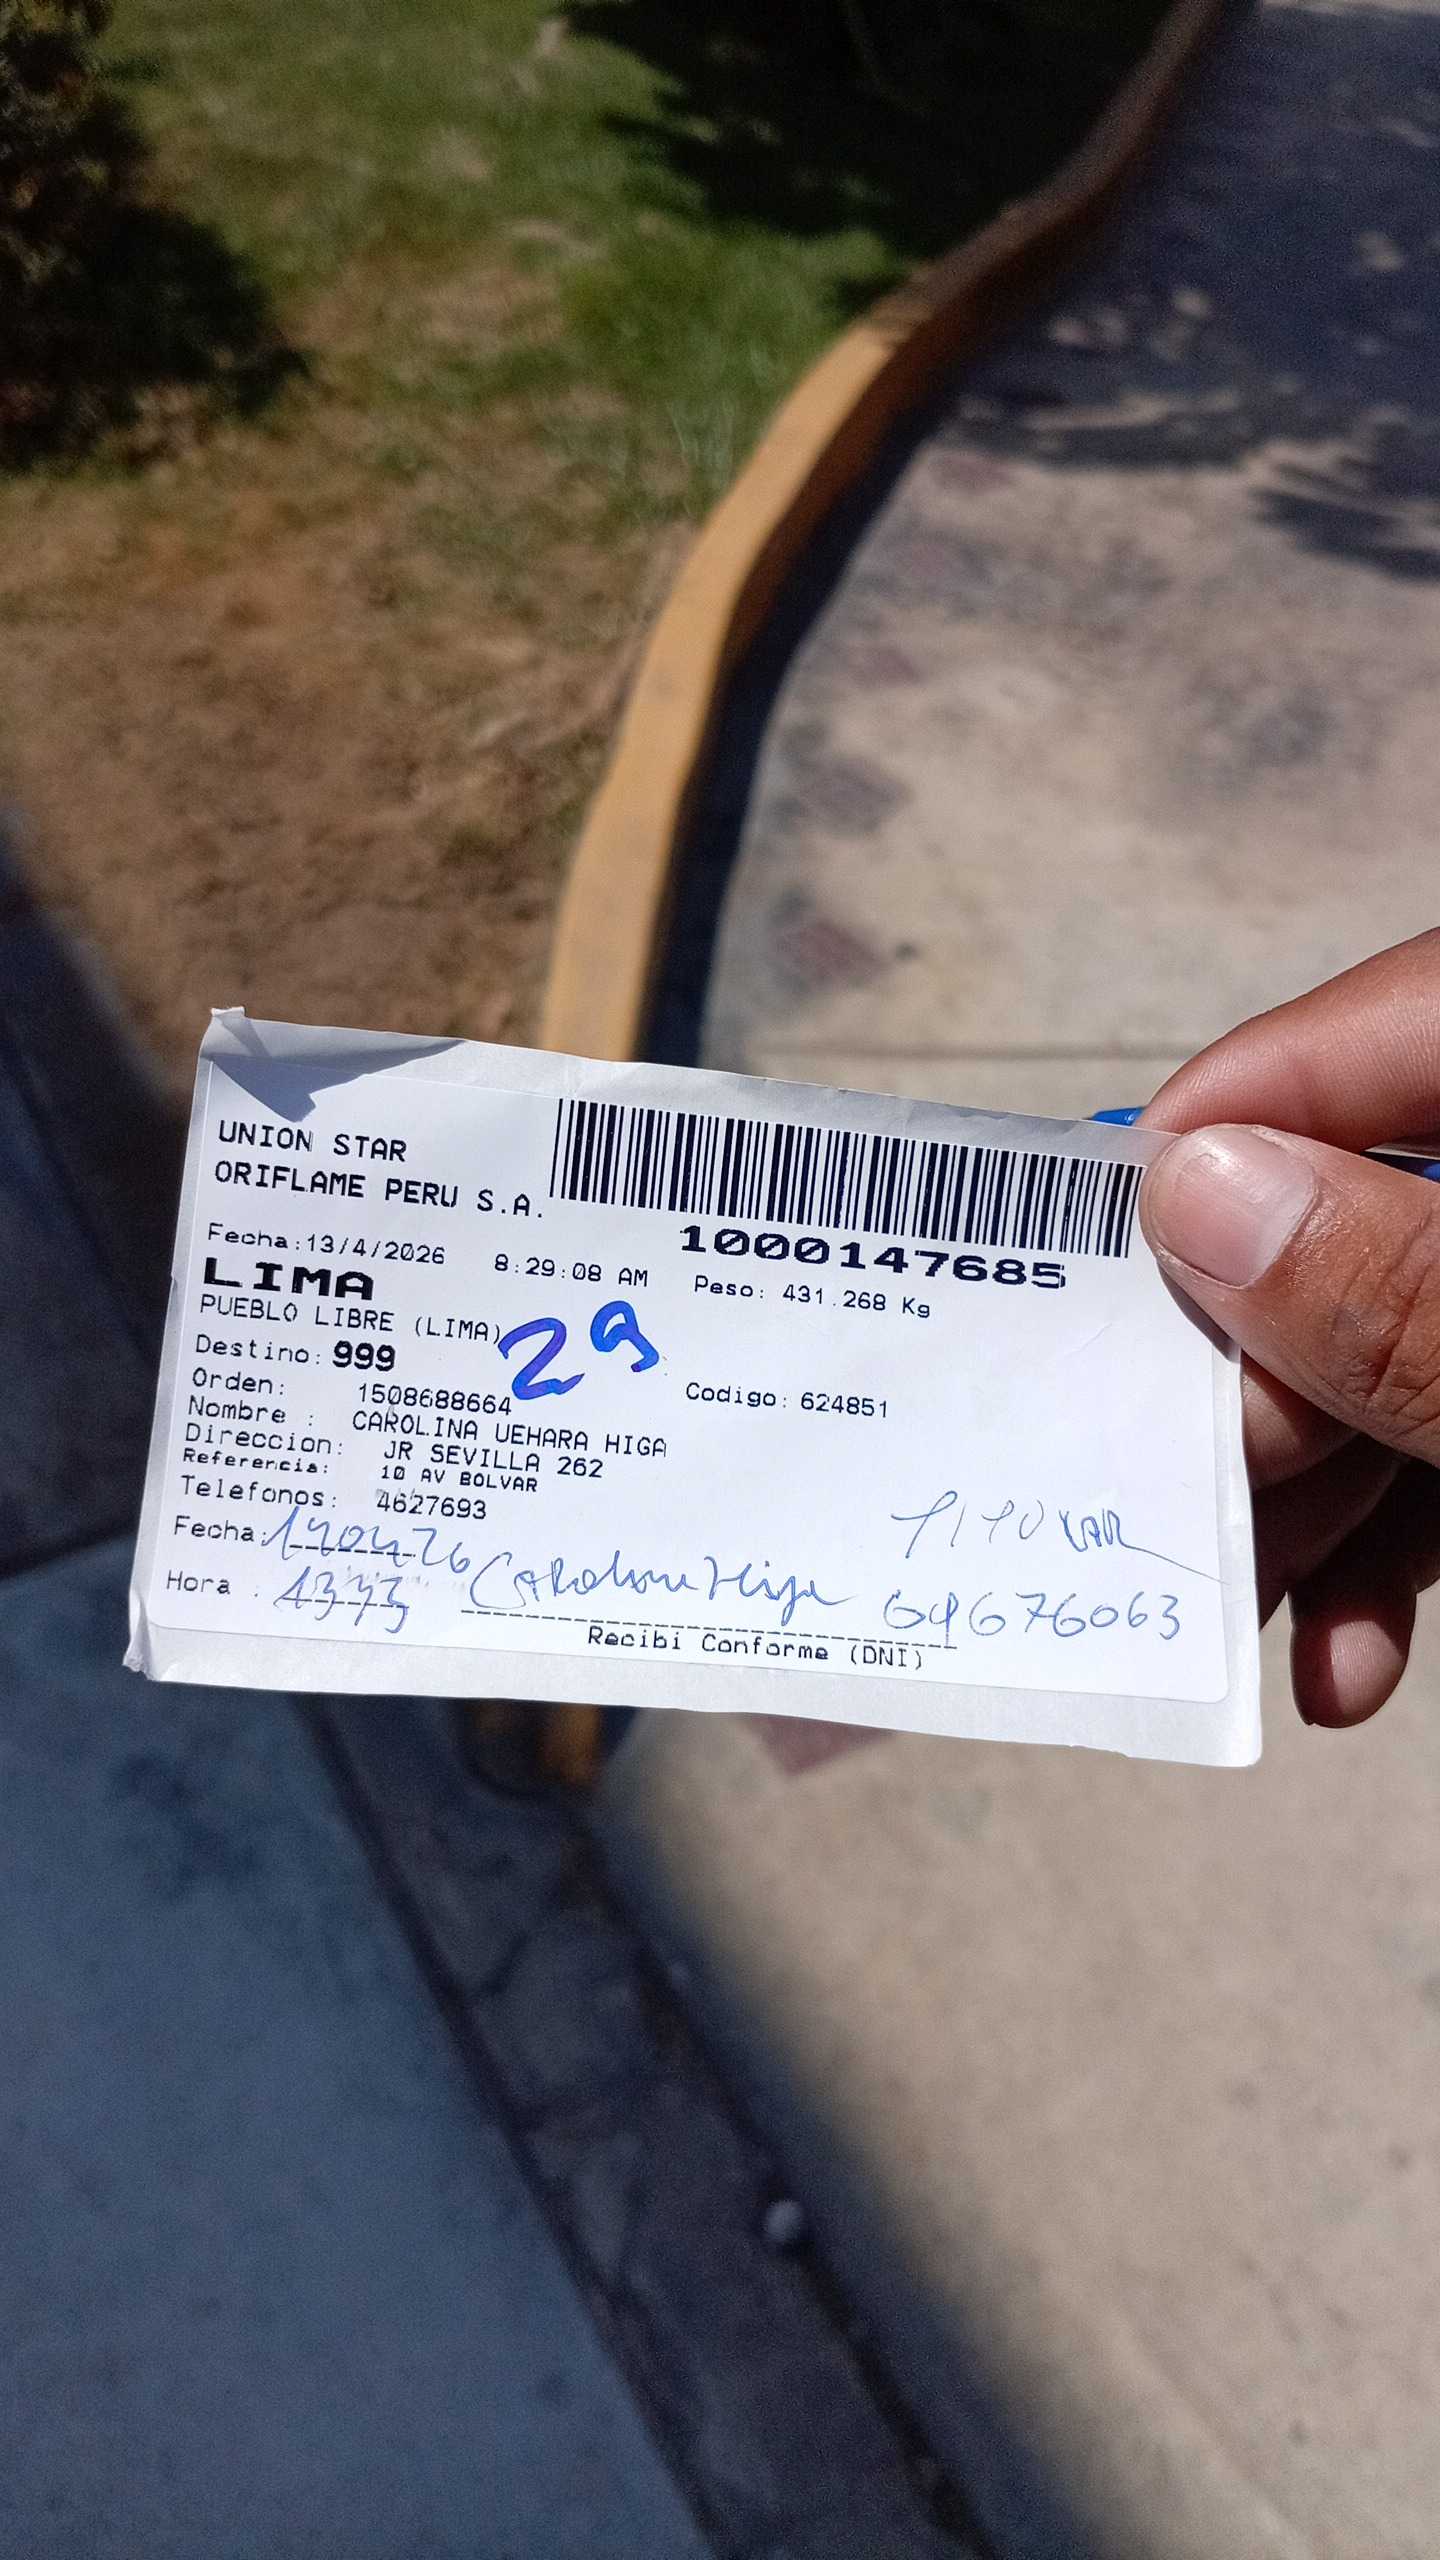 UNION STAR
ORIFLAME PERU S.A.
1000147685
Fecha:13/4/2026 8:29:08 AM Peso: 431.268 Kg
LIMA
PUEBLO LIBRE (LIMA)
29
Destino: 999
Orden: 1508688664 Codigo: 624851
Nombre : CAROLINA UEHARA HIGA
Direccion: JR SEVILLA 262
Referencia: 10 AV BOLVAR
Telefonos: 4627693
Fecha:
Hora :
Recibi Conforme (DNI)